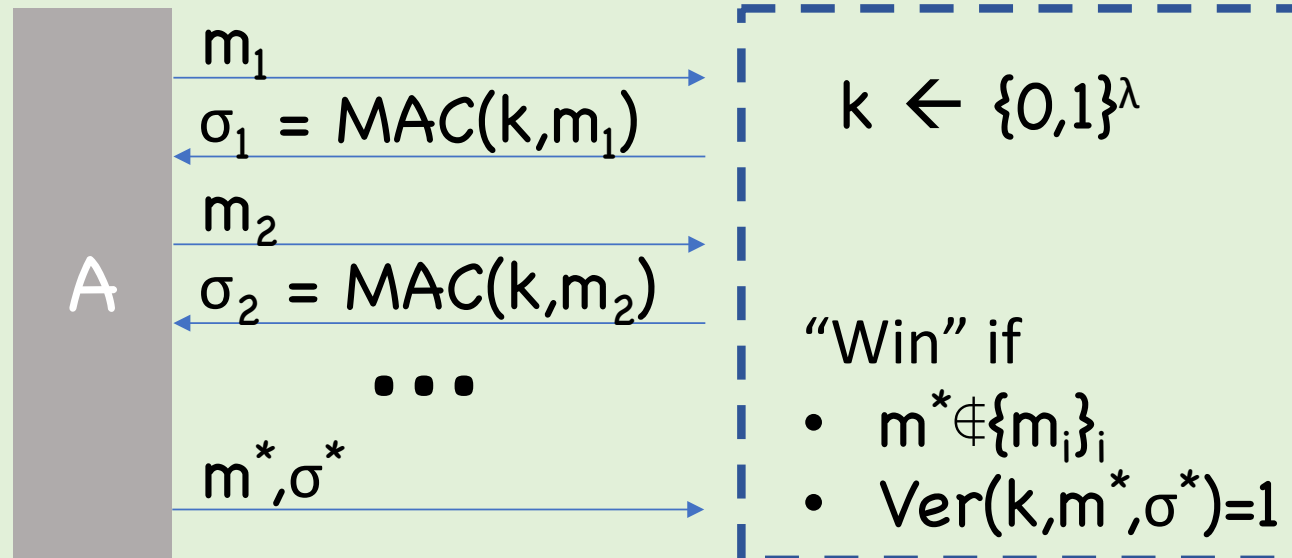 m₁
σ₁ = MAC(k,m₁)
m₂
σ₂ = MAC(k,m₂)
...
m*,σ*
A
k ← {0,1}^λ
“Win” if
• m*∉{mᵢ}ᵢ
• Ver(k,m*,σ*)=1